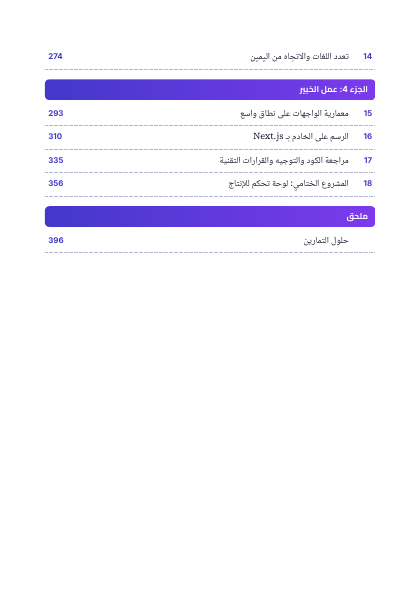 14 تعدد اللغات والاتجاه من اليمين 274
الجزء 4: عمل الخبير
15 معمارية الواجهات على نطاق واسع 293
16 الرسم على الخادم بـ Next.js 310
17 مراجعة الكود والتوجيه والقرارات التقنية 335
18 المشروع الختامي: لوحة تحكم للإنتاج 356
ملحق
حلول التمارين 396